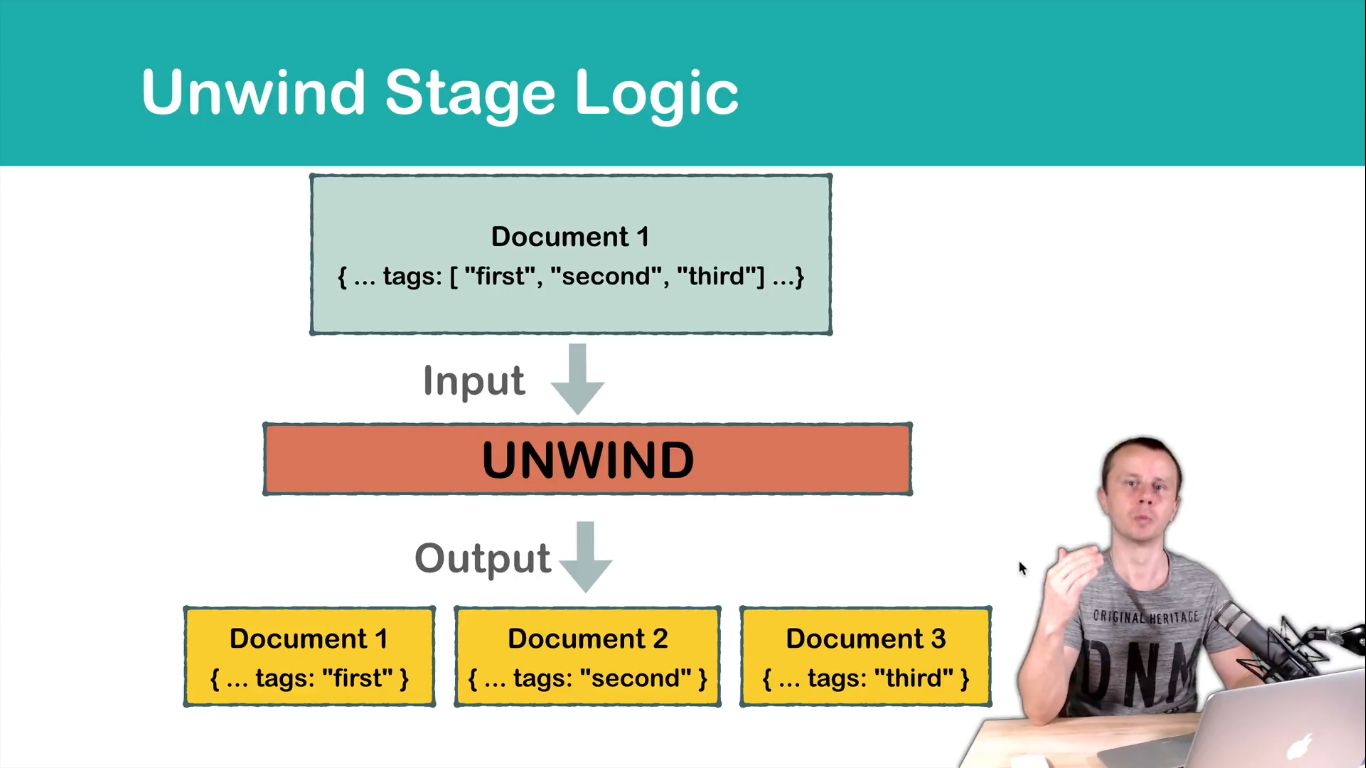 Unwind Stage Logic
Document 1
{ ... tags: [ "first", "second", "third"] ...}
Input
UNWIND
Output
Document 1
{ ... tags: "first" }
Document 2
{ ... tags: "second" }
Document 3
{ ... tags: "third" }
ORIGINAL HERITAGE
DNM